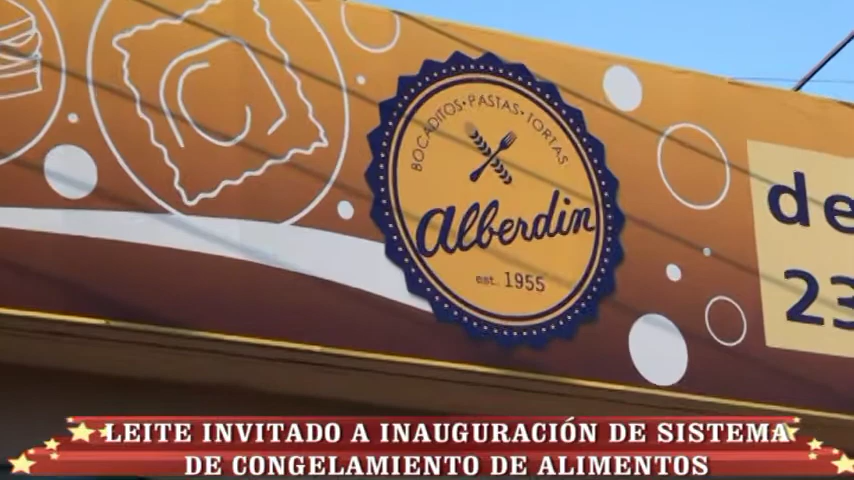 BOCADITOS•PASTAS•TORTAS
alberdin
est. 1955
de
23
LEITE INVITADO A INAUGURACIÓN DE SISTEMA
DE CONGELAMIENTO DE ALIMENTOS